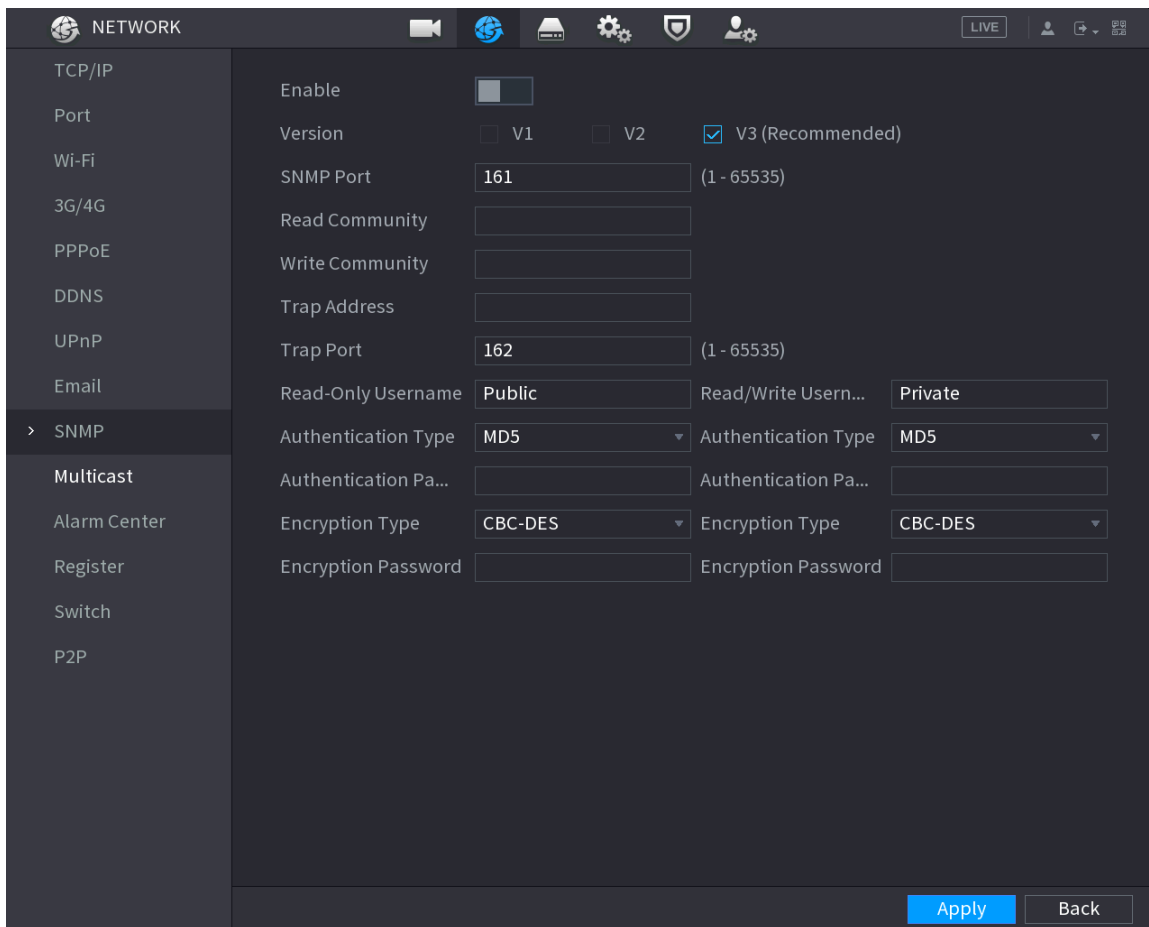 NETWORK
LIVE
TCP/IP
Port
Wi-Fi
3G/4G
PPPoE
DDNS
UPnP
Email
SNMP
Multicast
Alarm Center
Register
Switch
P2P
Enable
Version V1 V2 V3 (Recommended)
SNMP Port 161 (1 - 65535)
Read Community
Write Community
Trap Address
Trap Port 162 (1 - 65535)
Read-Only Username Public Read/Write Usern... Private
Authentication Type MD5 Authentication Type MD5
Authentication Pa... Authentication Pa...
Encryption Type CBC-DES Encryption Type CBC-DES
Encryption Password Encryption Password
Apply Back